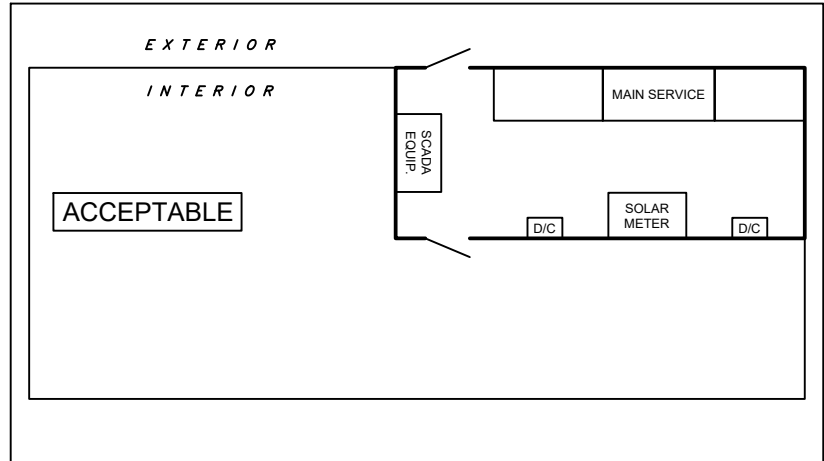 EXTERIOR
INTERIOR
MAIN SERVICE
SCADA
EQUIP.
ACCEPTABLE
D/C
SOLAR
METER
D/C